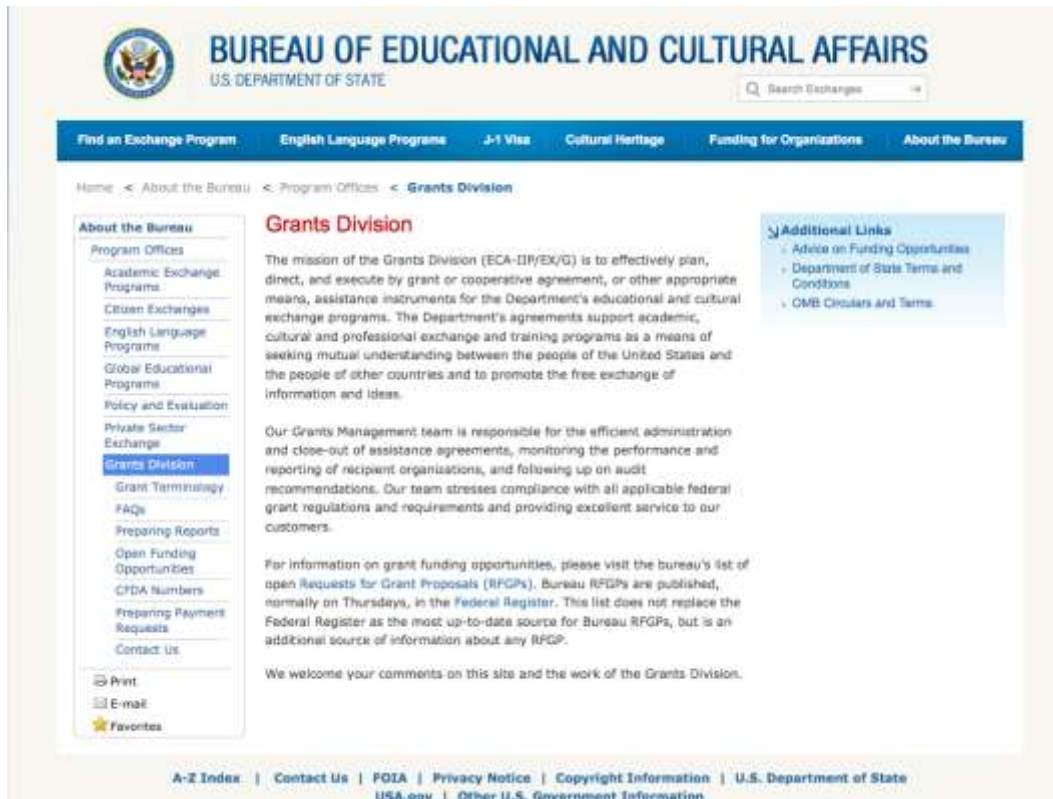 BUREAU OF EDUCATIONAL AND CULTURAL AFFAIRS
U.S. DEPARTMENT OF STATE
Search Exchanges
Find an Exchange Program English Language Programs J-1 Visa Cultural Heritage Funding for Organizations About the Bureau
Home < About the Bureau < Program Offices < Grants Division
About the Bureau
Program Offices
Academic Exchange
Programs
Citizen Exchanges
English Language
Programs
Global Educational
Programs
Policy and Evaluation
Private Sector
Exchange
Grants Division
Grant Terminology
FAQs
Preparing Reports
Open Funding
Opportunities
CFDA Numbers
Preparing Payment
Requests
Contact Us
Print
E-mail
Favorites
Grants Division
The mission of the Grants Division (ECA-IIP/EX/G) is to effectively plan,
direct, and execute by grant or cooperative agreement, or other appropriate
means, assistance instruments for the Department's educational and cultural
exchange programs. The Department's agreements support academic,
cultural and professional exchange and training programs as a means of
seeking mutual understanding between the people of the United States and
the people of other countries and to promote the free exchange of
information and ideas.
Our Grants Management team is responsible for the efficient administration
and close-out of assistance agreements, monitoring the performance and
reporting of recipient organizations, and following up on audit
recommendations. Our team stresses compliance with all applicable federal
grant regulations and requirements and providing excellent service to our
customers.
For information on grant funding opportunities, please visit the bureau's list of
open Requests for Grant Proposals (RFGPs). Bureau RFGPs are published,
normally on Thursdays, in the Federal Register. This list does not replace the
Federal Register as the most up-to-date source for Bureau RFGPs, but is an
additional source of information about any RFGP.
We welcome your comments on this site and the work of the Grants Division.
Additional Links
Advice on Funding Opportunities
Department of State Terms and
Conditions
OMB Circulars and Terms
A-Z Index | Contact Us | FOIA | Privacy Notice | Copyright Information | U.S. Department of State
USA.gov | Other U.S. Government Information